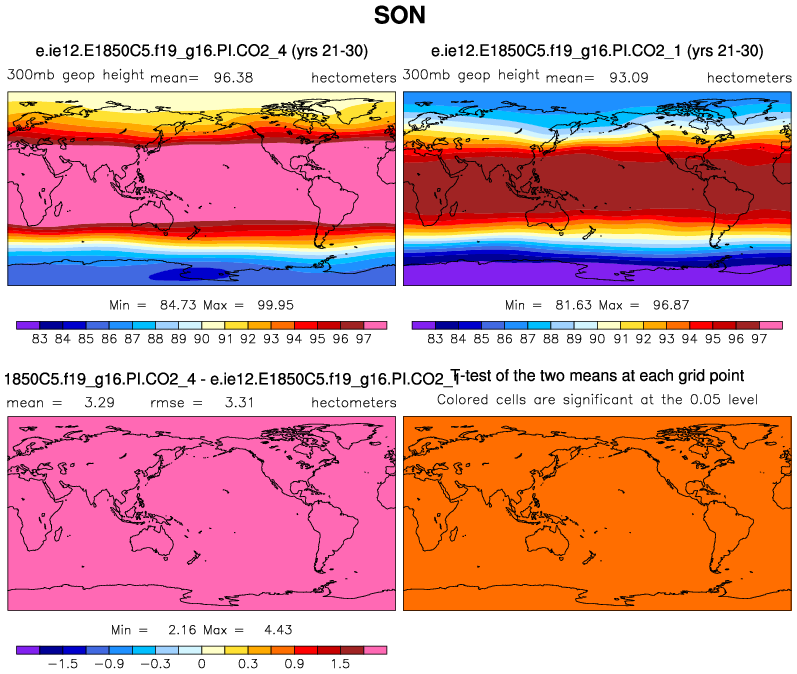 SON
e.ie12.E1850C5.f19_g16.PI.CO2_4 (yrs 21-30)
300mb geop height mean= 96.38 hectometers
Min = 84.73 Max = 99.95
83 84 85 86 87 88 89 90 91 92 93 94 95 96 97
e.ie12.E1850C5.f19_g16.PI.CO2_1 (yrs 21-30)
300mb geop height mean= 93.09 hectometers
Min = 81.63 Max = 96.87
83 84 85 86 87 88 89 90 91 92 93 94 95 96 97
1850C5.f19_g16.PI.CO2_4 - e.ie12.E1850C5.f19_g16.PI.CO2_1
mean = 3.29 rmse = 3.31 hectometers
Min = 2.16 Max = 4.43
-1.5 -0.9 -0.3 0 0.3 0.9 1.5
T-test of the two means at each grid point
Colored cells are significant at the 0.05 level